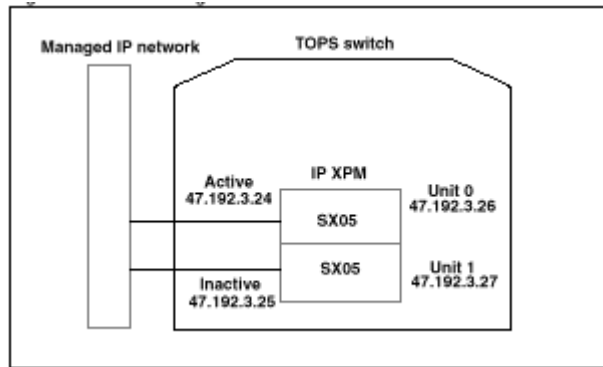 Managed IP network
TOPS switch
IP XPM
Active
47.192.3.24
SX05
Unit 0
47.192.3.26
SX05
Unit 1
47.192.3.27
Inactive
47.192.3.25